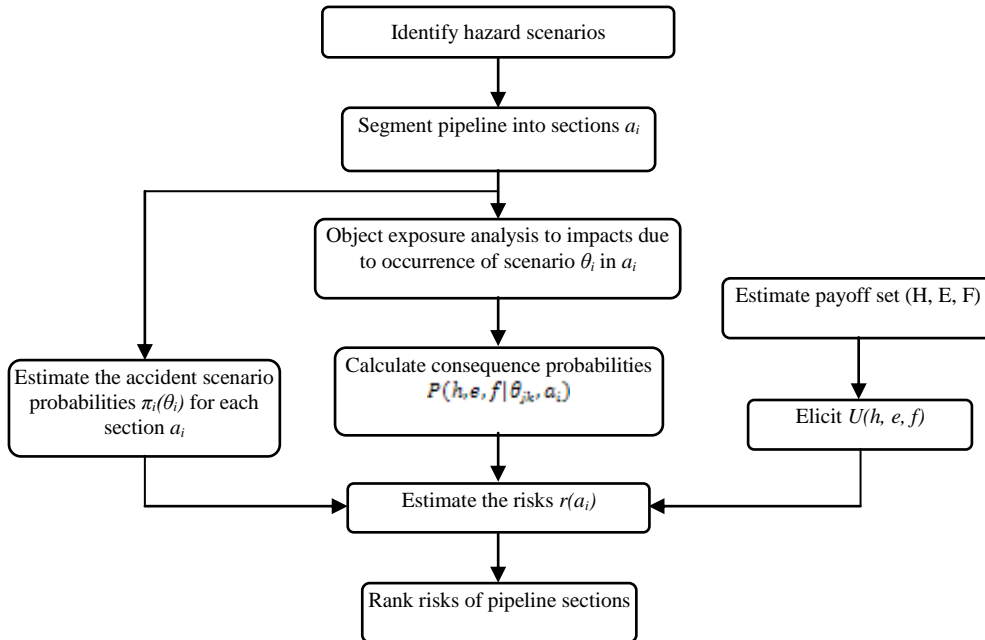 Identify hazard scenarios
Segment pipeline into sections aᵢ
Object exposure analysis to impacts due
to occurrence of scenario θᵢ in aᵢ
Estimate payoff set (H, E, F)
Estimate the accident scenario
probabilities πᵢ(θᵢ) for each
section aᵢ
Calculate consequence probabilities
P(h, e, f|θⱼₖ, aᵢ)
Elicit U(h, e, f)
Estimate the risks r(aᵢ)
Rank risks of pipeline sections